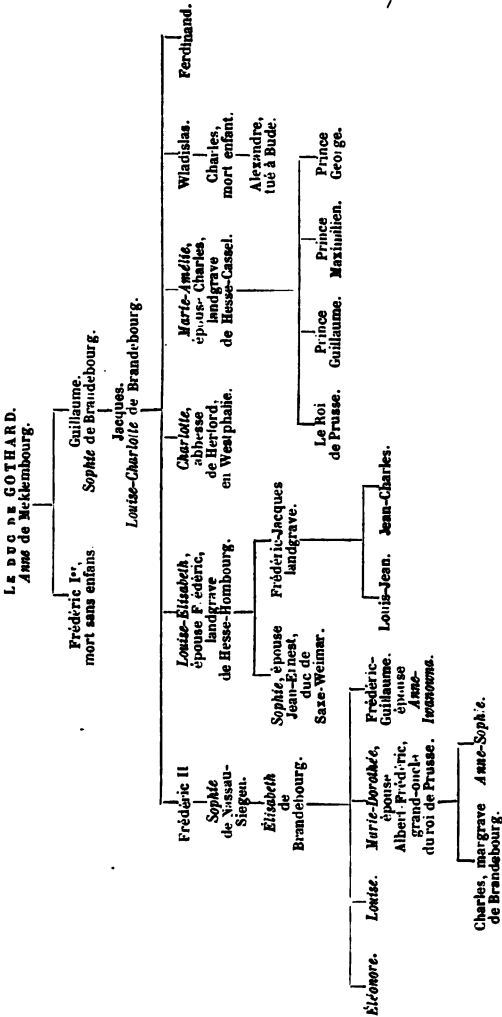 LE DUC DE GOTHARD.
Anne de Meklembourg.
Frédéric Ier,
mort sans enfans
Guillaume.
Sophie de Brandebourg.
Jacques.
Louise-Charlotte de Brandebourg.
Frédéric II
Sophie
de Nassau-
Siegen.
Élisabeth
de
Brandebourg.
Louise-Élisabeth,
épouse Frédéric,
landgrave
de Hesse-Hombourg.
Charlotte,
abbesse
de Herford,
en Westphalie.
Marie-Amélie,
épouse Charles,
landgrave
de Hesse-Cassel.
Wladislas.
Charles,
mort enfant.
Alexandre,
tué à Bude.
Ferdinand.
Sophie, épouse
Jean-Ernest,
duc de
Saxe-Weimar.
Frédéric-Jacques
landgrave.
Le Roi
de Prusse.
Prince
Guillaume.
Prince
Maximilien.
Prince
George.
Louis-Jean.
Jean-Charles.
Éléonore.
Louise.
Marie-Dorothée,
épouse
Albert-Frédéric,
grand-oncle
du roi de Prusse.
Frédéric-
Guillaume.
épouse
Anne-
Iwanowna.
Charles, margrave
de Brandebourg.
Anne-Sophie.